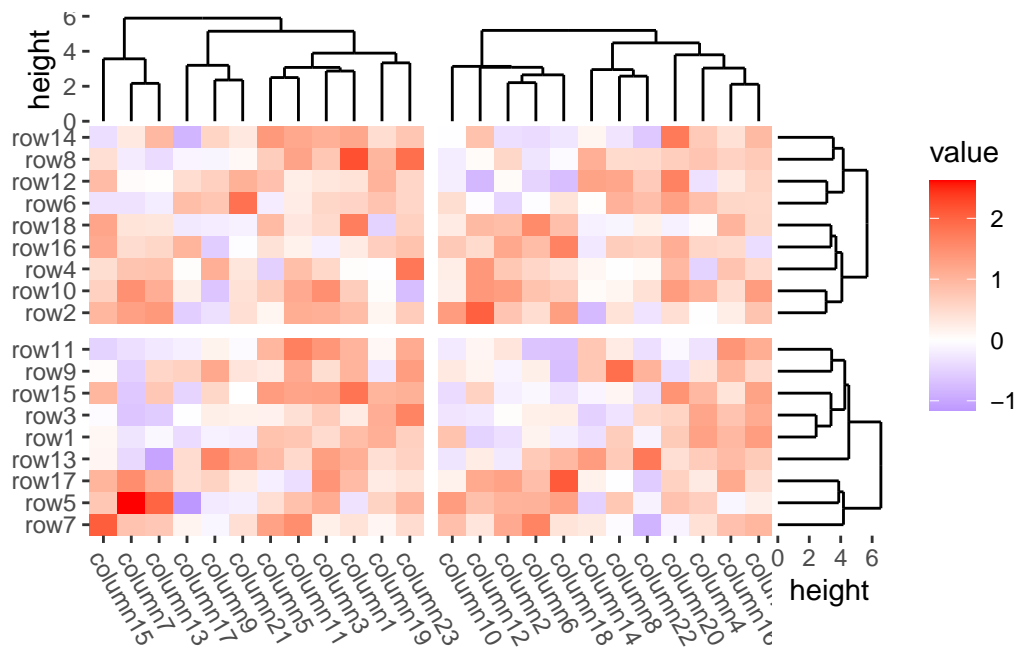 6
4
2
0
height
row14
row8
row12
row6
row18
row16
row4
row10
row2
row11
row9
row15
row3
row1
row13
row17
row5
row7
column15
column7
column13
column17
column9
column21
column5
column11
column3
column1
column19
column23
column10
column12
column2
column6
column18
column14
column8
column22
column20
column4
column16
0 2 4 6
height
value
2
1
0
−1